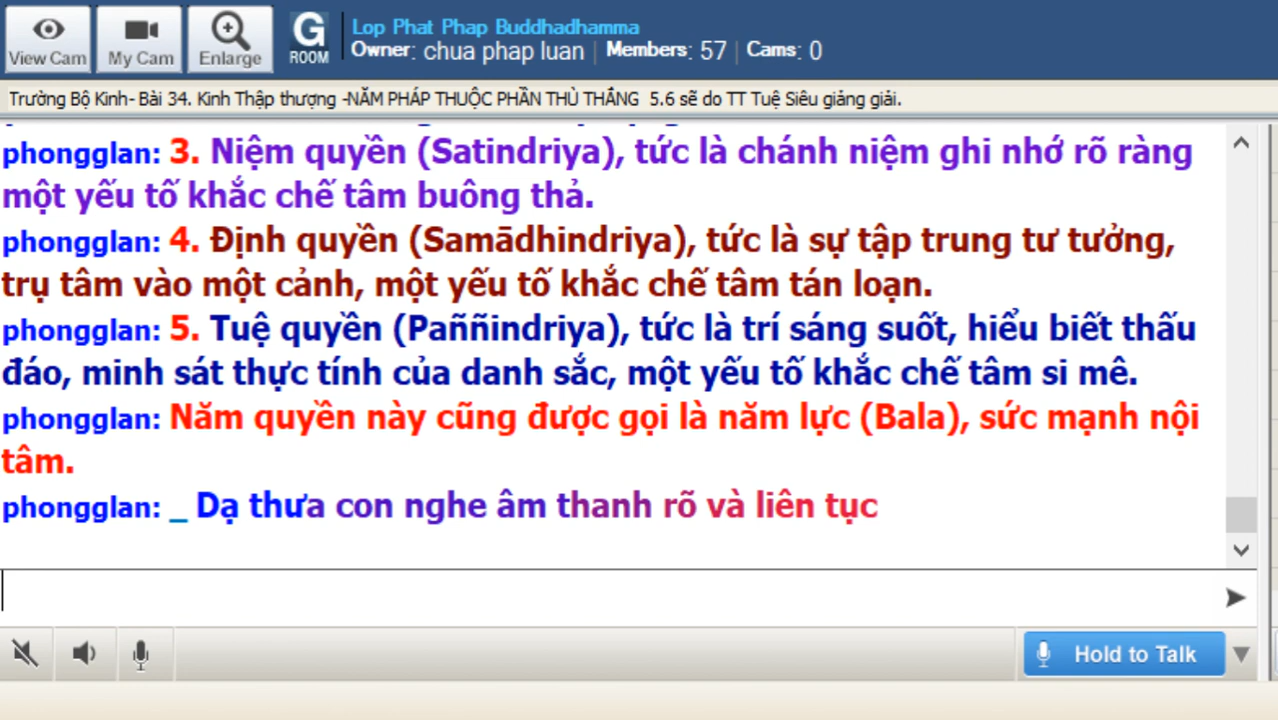 View Cam
My Cam
Enlarge
G
ROOM
Lop Phat Phap Buddhadhamma
Owner: chua phap luan | Members: 57 | Cams: 0
Trường Bộ Kinh- Bài 34. Kinh Thập thượng -NĂM PHÁP THUỘC PHẦN THÙ THẮNG 5.6 sẽ do TT Tuệ Siêu giảng giải.
phongglan: 3. Niệm quyền (Satindriya), tức là chánh niệm ghi nhớ rõ ràng
một yếu tố khắc chế tâm buông thả.
phongglan: 4. Định quyền (Samādhindriya), tức là sự tập trung tư tưởng,
trụ tâm vào một cảnh, một yếu tố khắc chế tâm tán loạn.
phongglan: 5. Tuệ quyền (Paññindriya), tức là trí sáng suốt, hiểu biết thấu
đáo, minh sát thực tính của danh sắc, một yếu tố khắc chế tâm si mê.
phongglan: Năm quyền này cũng được gọi là năm lực (Bala), sức mạnh nội
tâm.
phongglan: _ Dạ thưa con nghe âm thanh rõ và liên tục
Hold to Talk